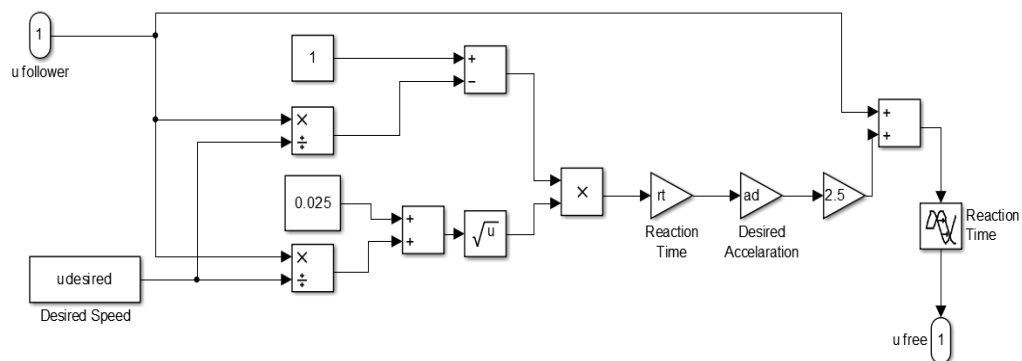 1
u follower
1
+
−
×
÷
0.025
+
+
√u
×
÷
u desired
Desired Speed
×
rt
Reaction
Time
ad
Desired
Accelaration
2.5
+
+
Reaction
Time
u free
1